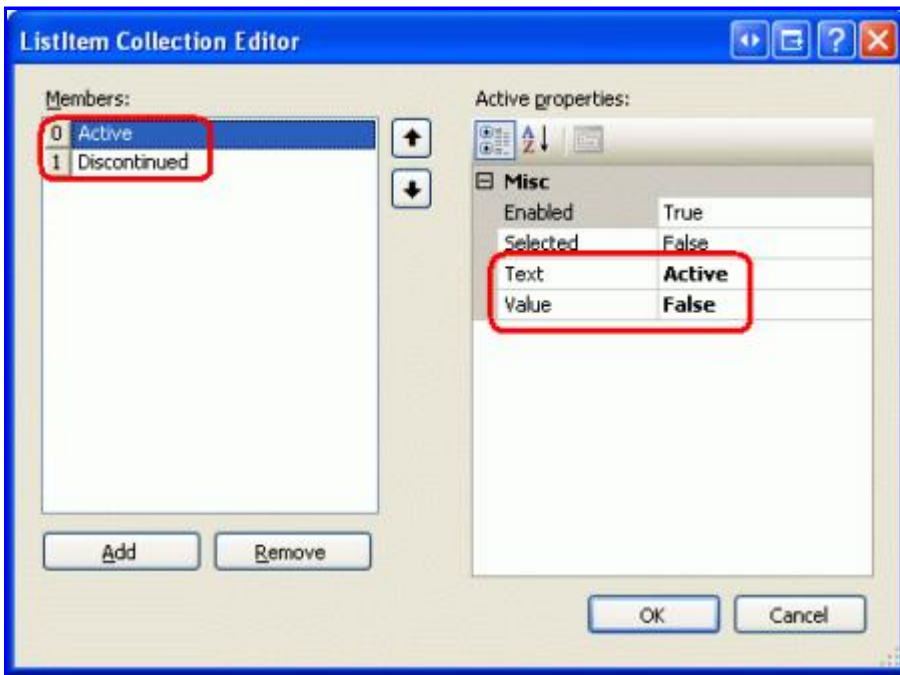 ListItem Collection Editor
Members:
0 Active
1 Discontinued
Add Remove
Active properties:
Misc
Enabled True
Selected False
Text Active
Value False
OK Cancel